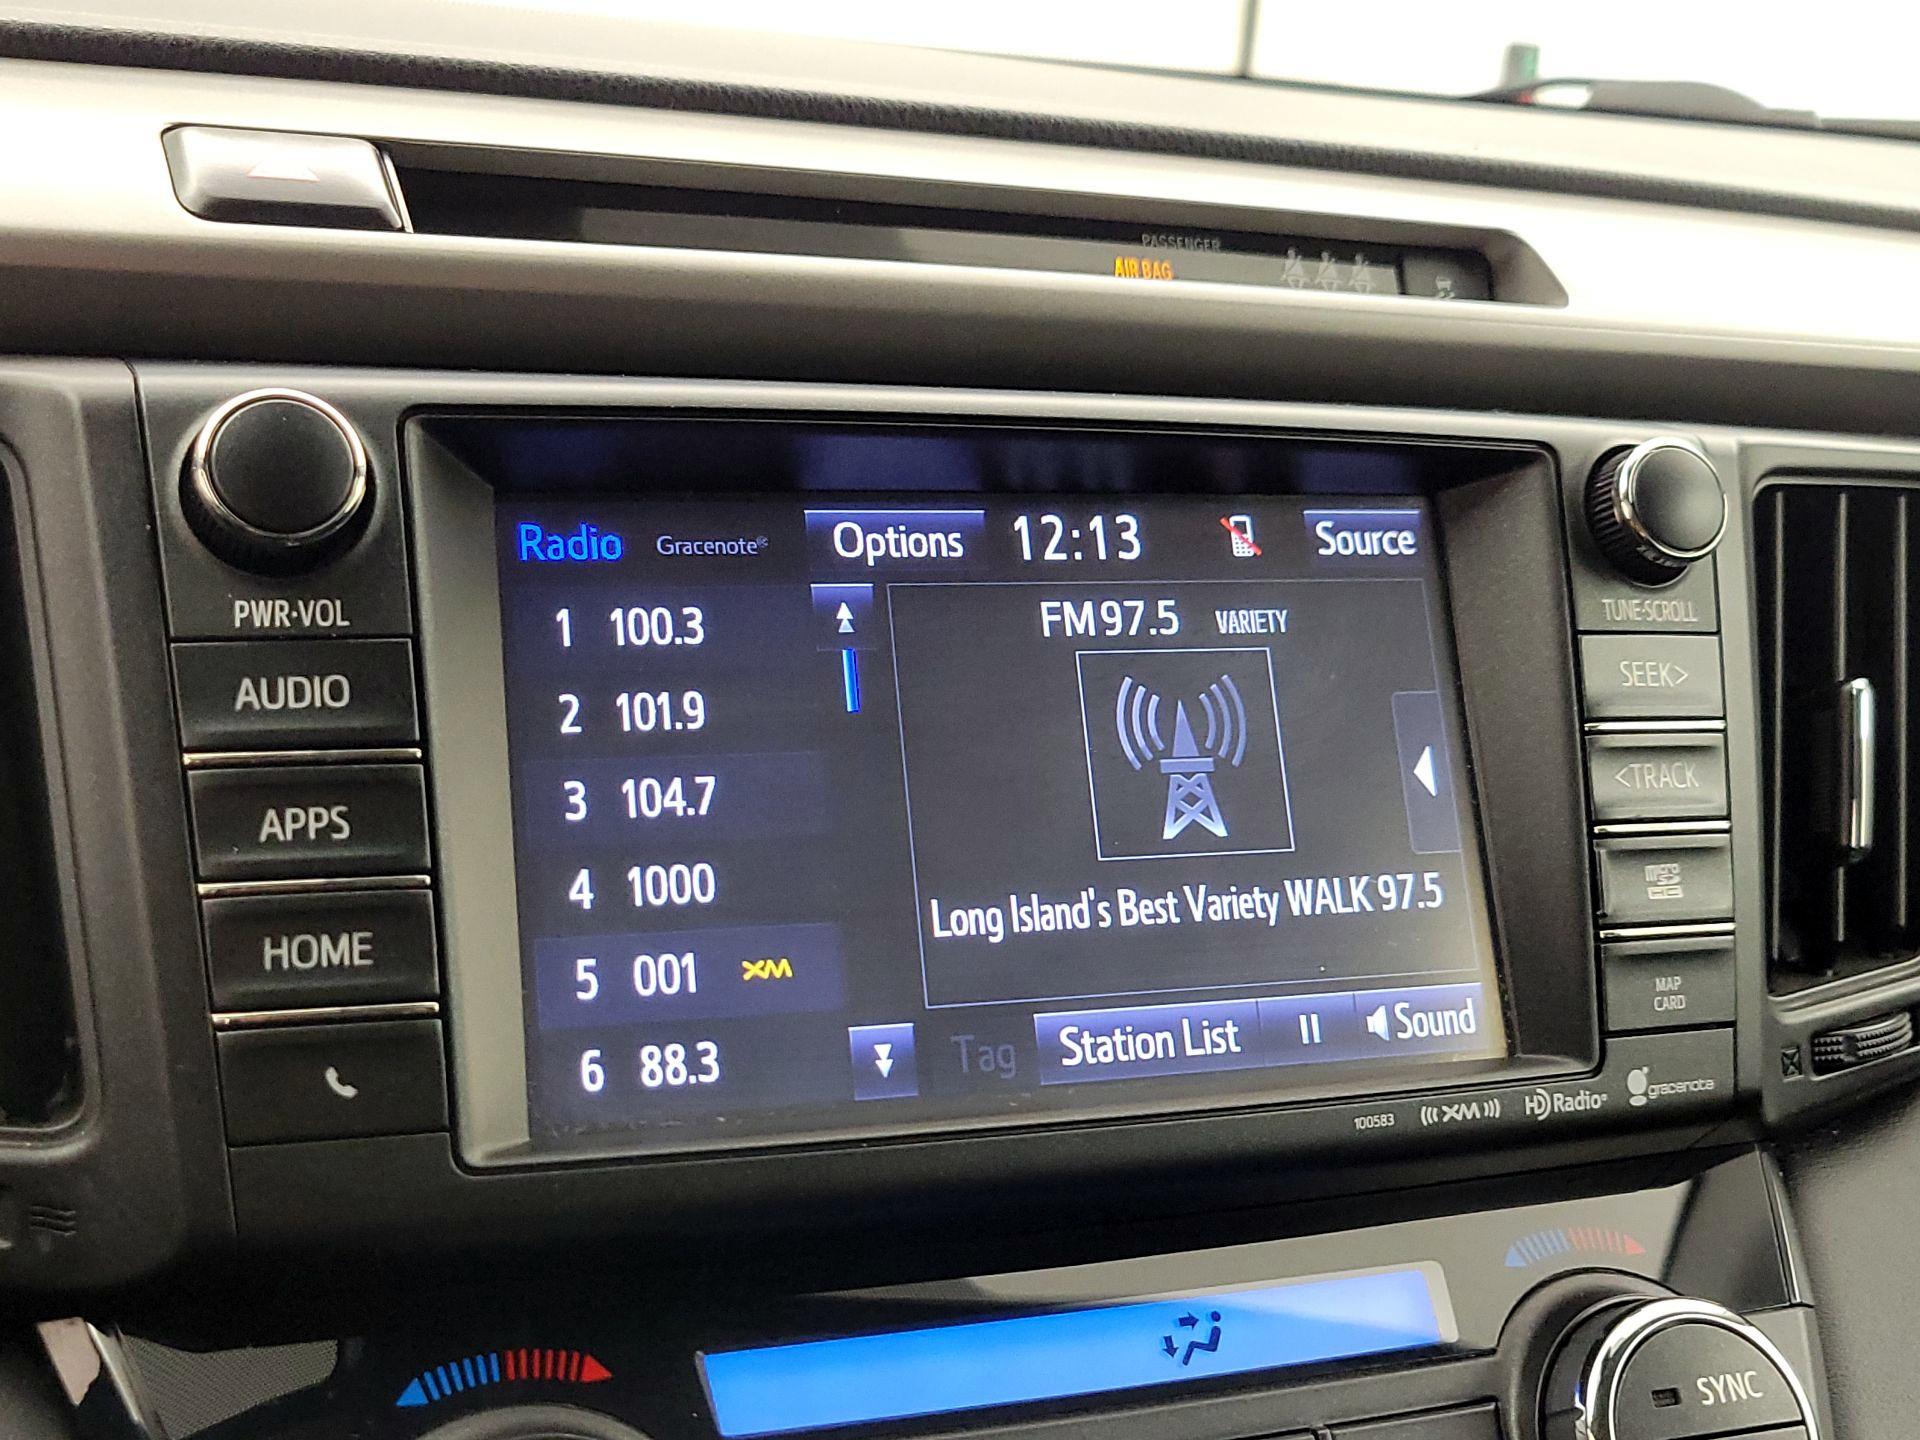 PASSENGER
AIR BAG
PWR·VOL
AUDIO
APPS
HOME
Radio Gracenote® Options 12:13 Source
1 100.3
2 101.9
3 104.7
4 1000
5 001 XM
6 88.3
FM 97.5 VARIETY
Long Island's Best Variety WALK 97.5
Tag Station List Sound
TUNE·SCROLL
SEEK>
<TRACK
micro SD HC
MAP
CARD
100583 ((( XM ))) HD Radio® gracenote
SYNC